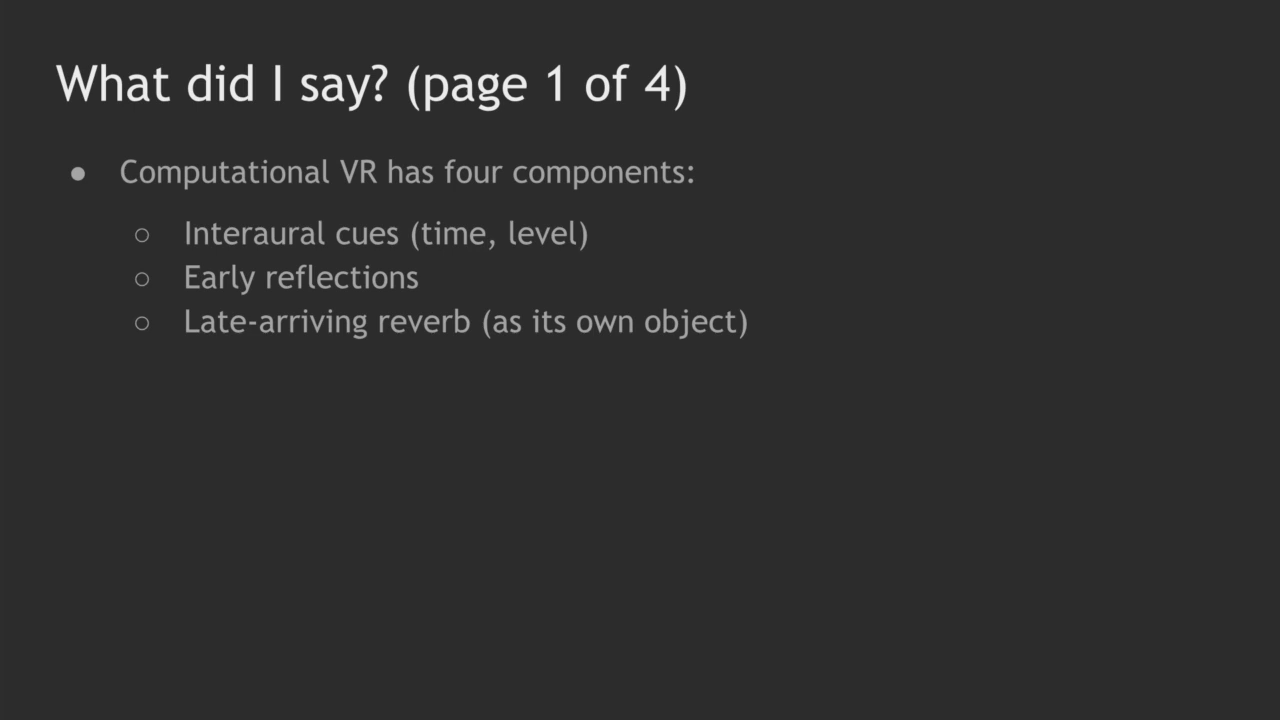 What did I say? (page 1 of 4)
● Computational VR has four components:
○ Interaural cues (time, level)
○ Early reflections
○ Late-arriving reverb (as its own object)